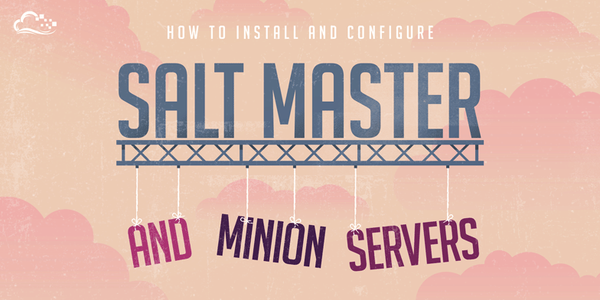 HOW TO INSTALL AND CONFIGURE
SALT MASTER
AND MINION SERVERS